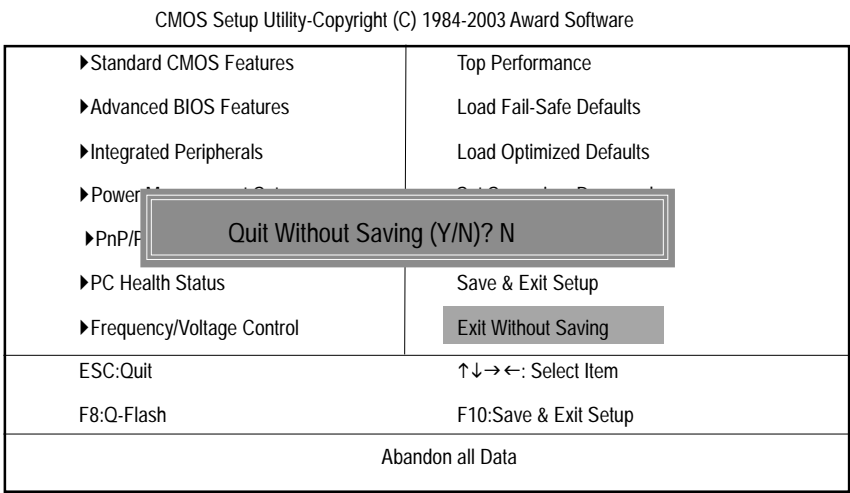 CMOS Setup Utility-Copyright (C) 1984-2003 Award Software
▶Standard CMOS Features
Top Performance
▶Advanced BIOS Features
Load Fail-Safe Defaults
▶Integrated Peripherals
Load Optimized Defaults
▶Power
▶PnP/P
Quit Without Saving (Y/N)? N
▶PC Health Status
Save & Exit Setup
▶Frequency/Voltage Control
Exit Without Saving
ESC:Quit
↑↓→←: Select Item
F8:Q-Flash
F10:Save & Exit Setup
Abandon all Data